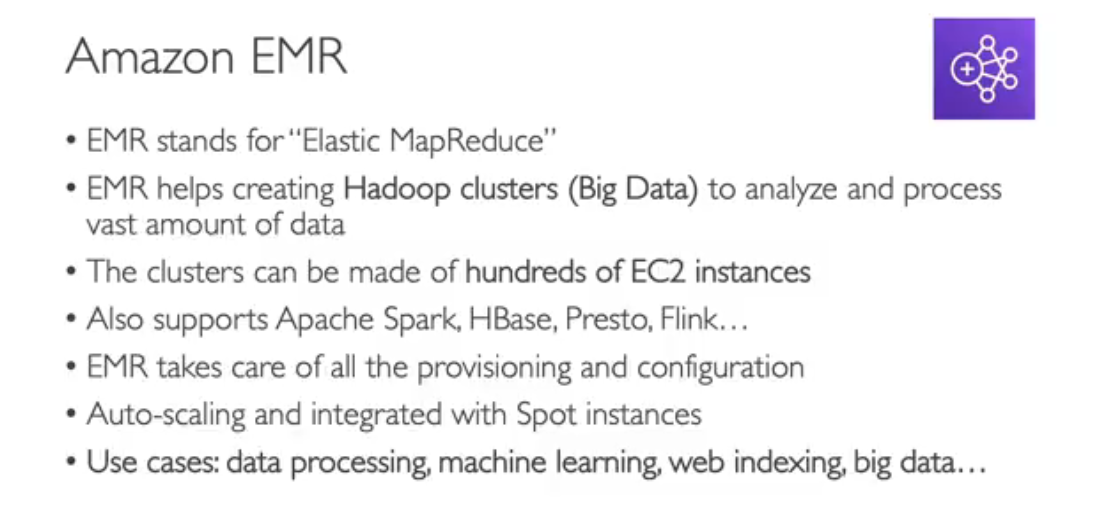 Amazon EMR
• EMR stands for “Elastic MapReduce”
• EMR helps creating Hadoop clusters (Big Data) to analyze and process
vast amount of data
• The clusters can be made of hundreds of EC2 instances
• Also supports Apache Spark, HBase, Presto, Flink…
• EMR takes care of all the provisioning and configuration
• Auto-scaling and integrated with Spot instances
• Use cases: data processing, machine learning, web indexing, big data…